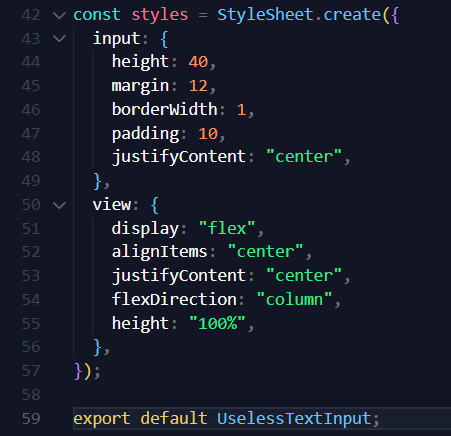 42 const styles = StyleSheet.create({
43   input: {
44     height: 40,
45     margin: 12,
46     borderWidth: 1,
47     padding: 10,
48     justifyContent: "center",
49   },
50   view: {
51     display: "flex",
52     alignItems: "center",
53     justifyContent: "center",
54     flexDirection: "column",
55     height: "100%",
56   },
57 });
58
59 export default UselessTextInput;